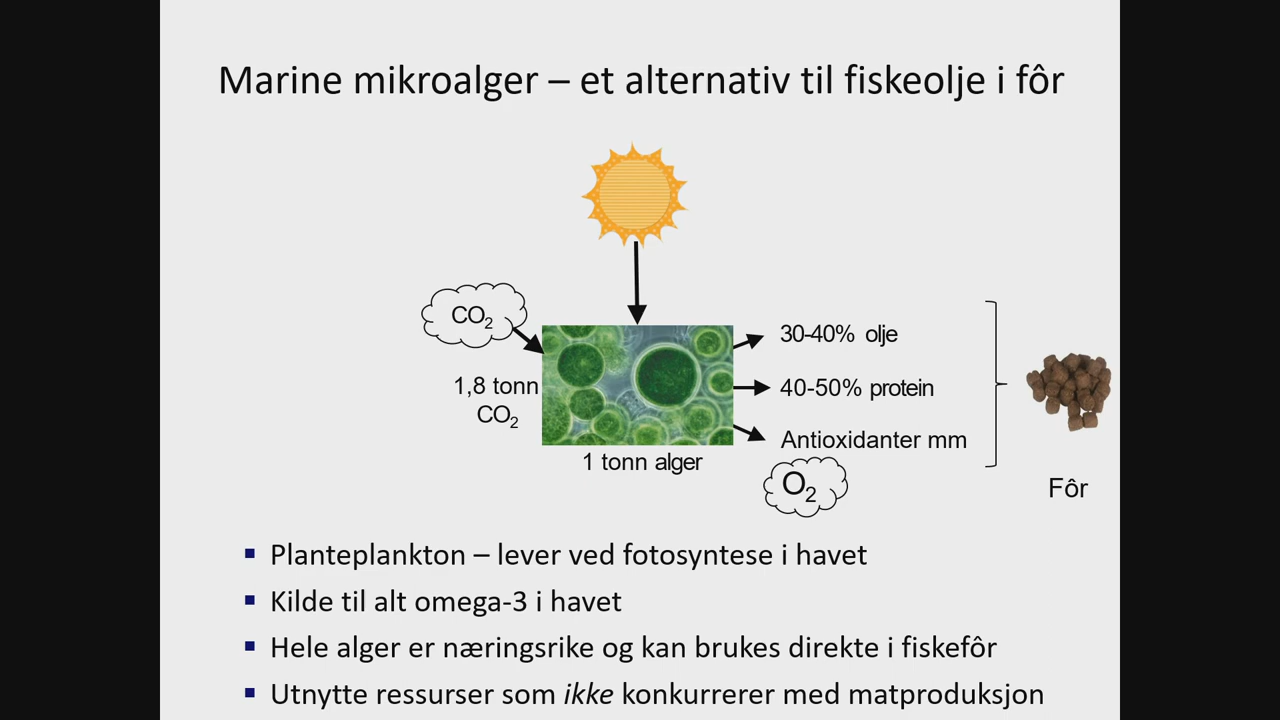 Marine mikroalger – et alternativ til fiskeolje i fôr
CO₂
1,8 tonn
CO₂
1 tonn alger
30-40% olje
40-50% protein
Antioxidanter mm
O₂
Fôr
▪ Planteplankton – lever ved fotosyntese i havet
▪ Kilde til alt omega-3 i havet
▪ Hele alger er næringsrike og kan brukes direkte i fiskefôr
▪ Utnytte ressurser som ikke konkurrerer med matproduksjon